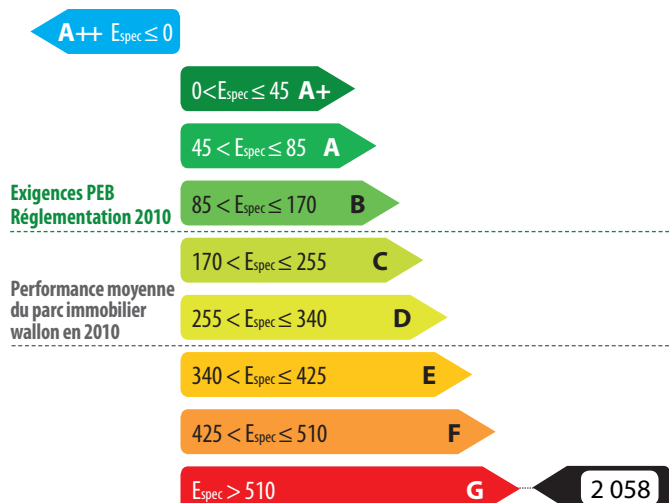 A++ Espec ≤ 0
0<Espec ≤ 45 A+
45 < Espec ≤ 85 A
Exigences PEB
Réglementation 2010
85 < Espec ≤ 170 B
170 < Espec ≤ 255 C
Performance moyenne
du parc immobilier
wallon en 2010
255 < Espec ≤ 340 D
340 < Espec ≤ 425 E
425 < Espec ≤ 510 F
Espec > 510 G 2 058